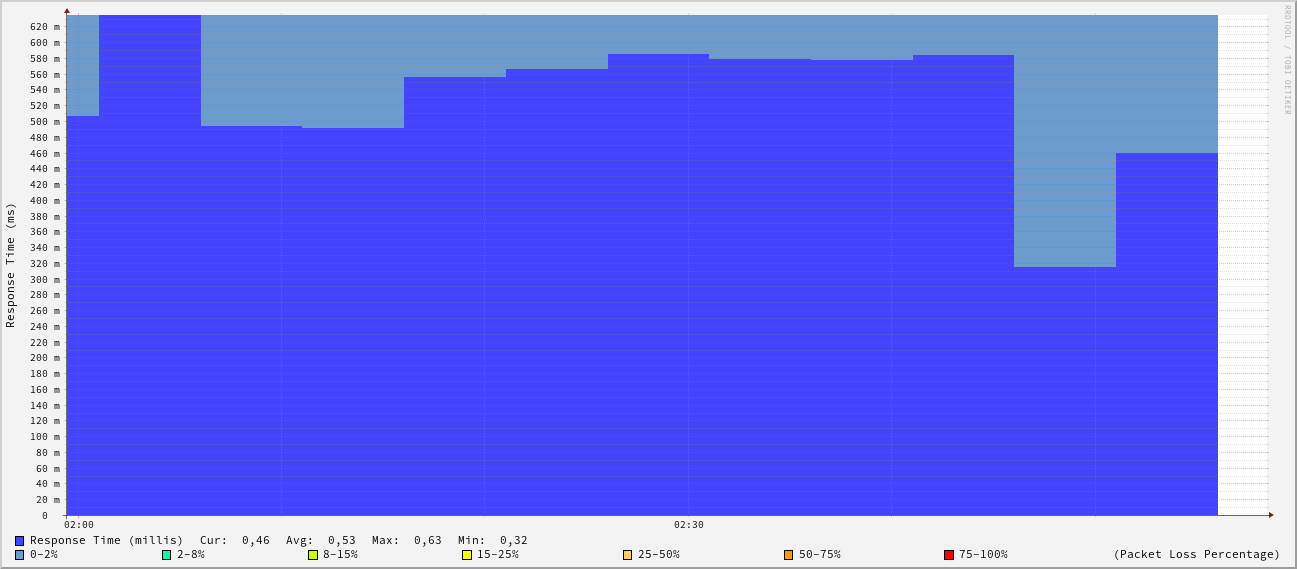 RRDTOOL / TOBI OETIKER
Response Time (ms)
620 m
600 m
580 m
560 m
540 m
520 m
500 m
480 m
460 m
440 m
420 m
400 m
380 m
360 m
340 m
320 m
300 m
280 m
260 m
240 m
220 m
200 m
180 m
160 m
140 m
120 m
100 m
80 m
60 m
40 m
20 m
0
02:00 02:30
Response Time (millis) Cur: 0,46 Avg: 0,53 Max: 0,63 Min: 0,32
0-2% 2-8% 8-15% 15-25% 25-50% 50-75% 75-100% (Packet Loss Percentage)